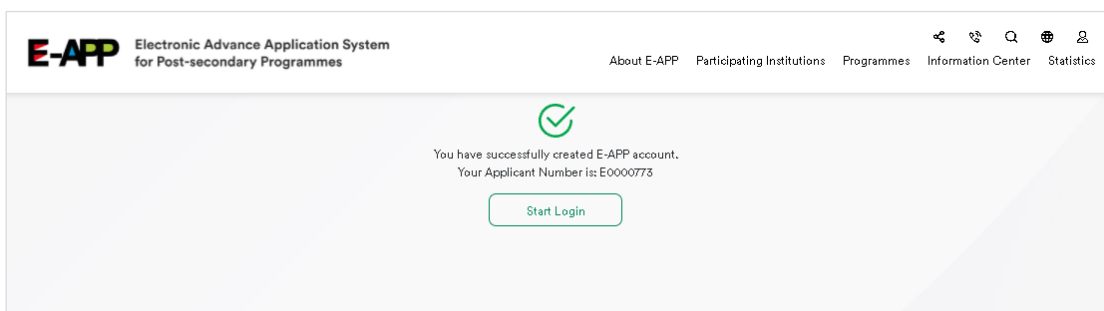 E-APP
Electronic Advance Application System
for Post-secondary Programmes
About E-APP Participating Institutions Programmes Information Center Statistics
You have successfully created E-APP account.
Your Applicant Number is: E0000773
Start Login